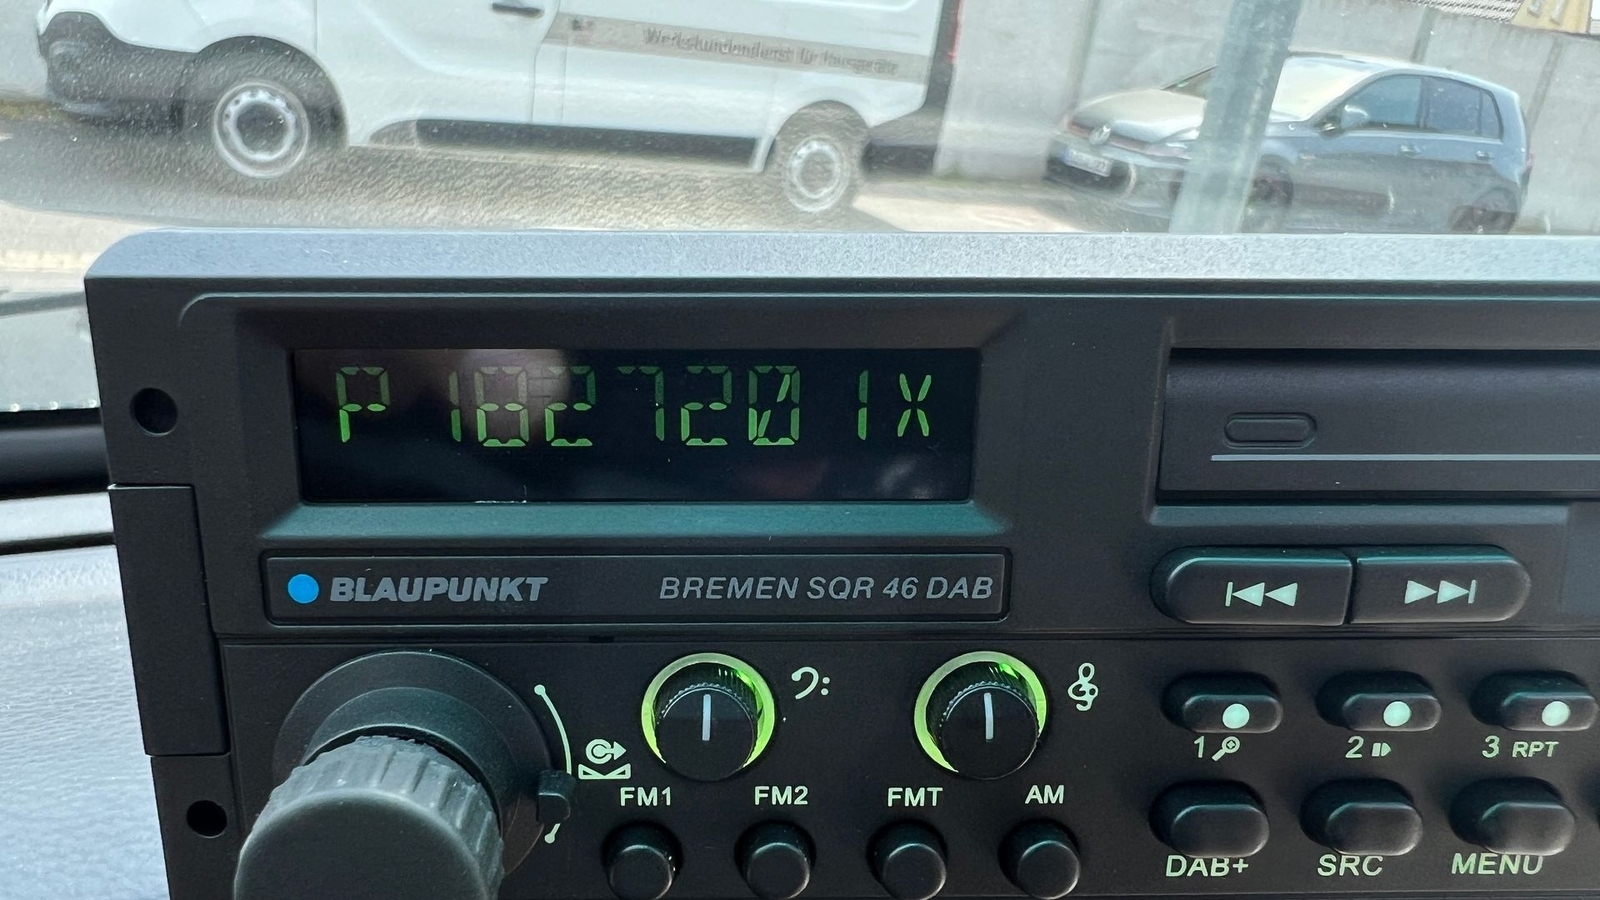 Werkskundendienst für Hausgeräte
P 1827201X
BLAUPUNKT BREMEN SQR 46 DAB
FM1 FM2 FMT AM
1 2 3 RPT
DAB+ SRC MENU